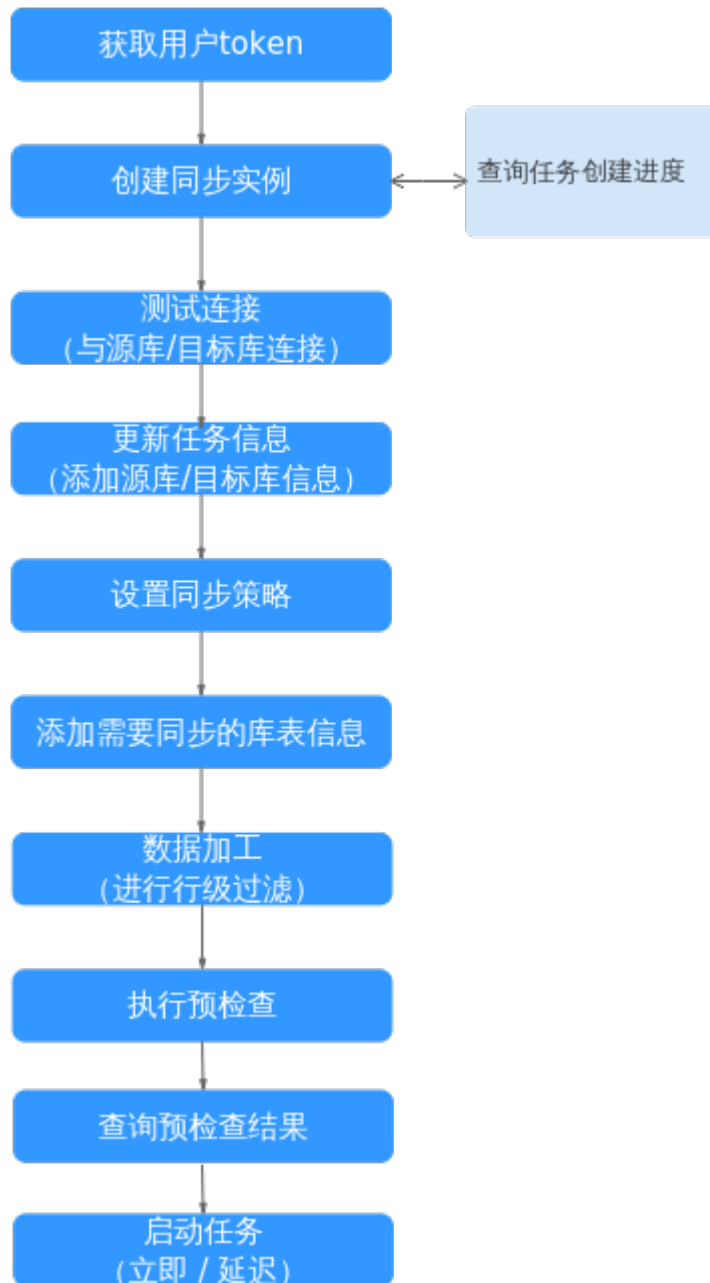 获取用户token
创建同步实例
查询任务创建进度
测试连接
（与源库/目标库连接）
更新任务信息
（添加源库/目标库信息）
设置同步策略
添加需要同步的库表信息
数据加工
（进行行级过滤）
执行预检查
查询预检查结果
启动任务
（立即 / 延迟）